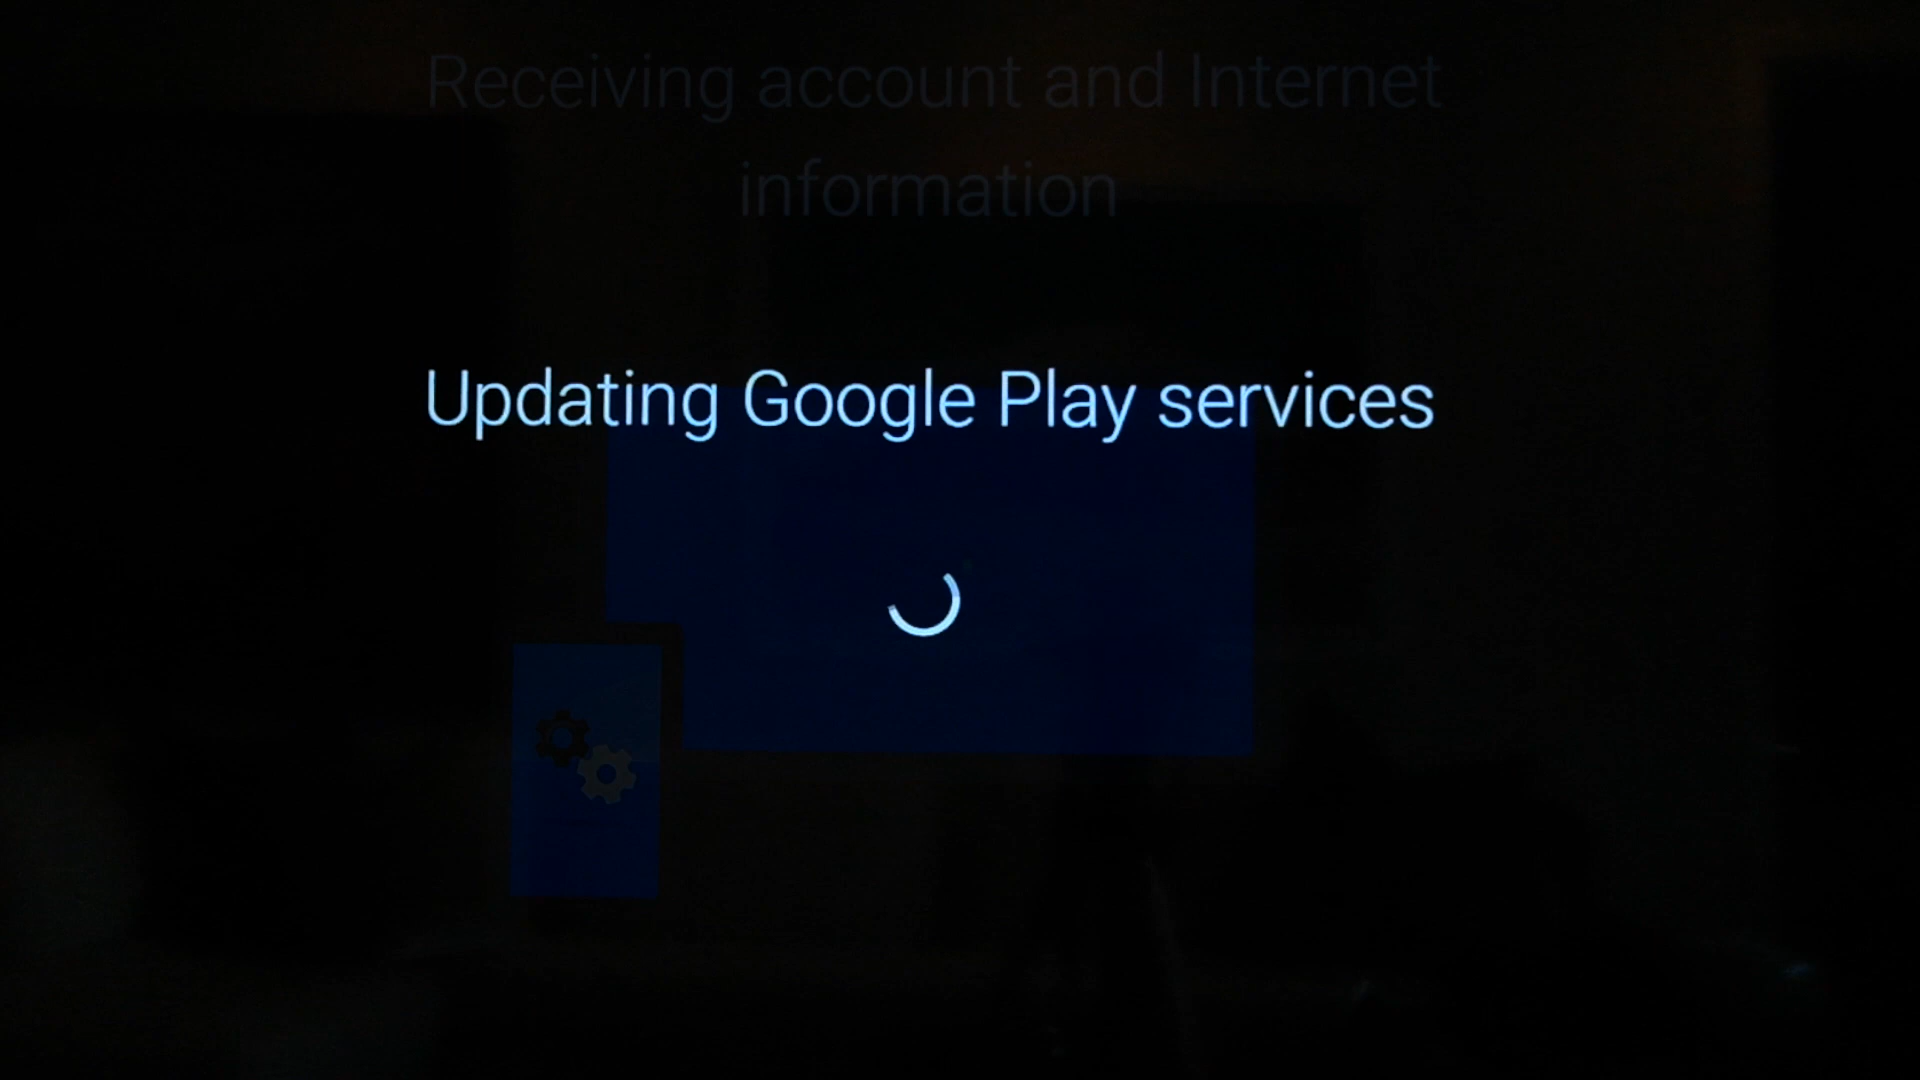 Receiving account and Internet
information
Updating Google Play services